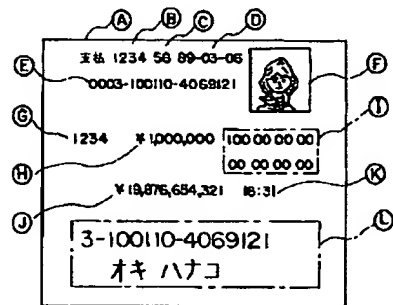 Ⓐ Ⓑ Ⓒ Ⓓ
支払 1234 56 89-03-06
Ⓔ 0003-100110-4069121 Ⓕ
Ⓖ Ⓘ
1234 ¥1,000,000 100 00 00 00
Ⓗ 00 00 00 00
Ⓙ ¥19,876,654,321 16:31 Ⓚ
Ⓛ
3-100110-4069121
オキ ハナコ